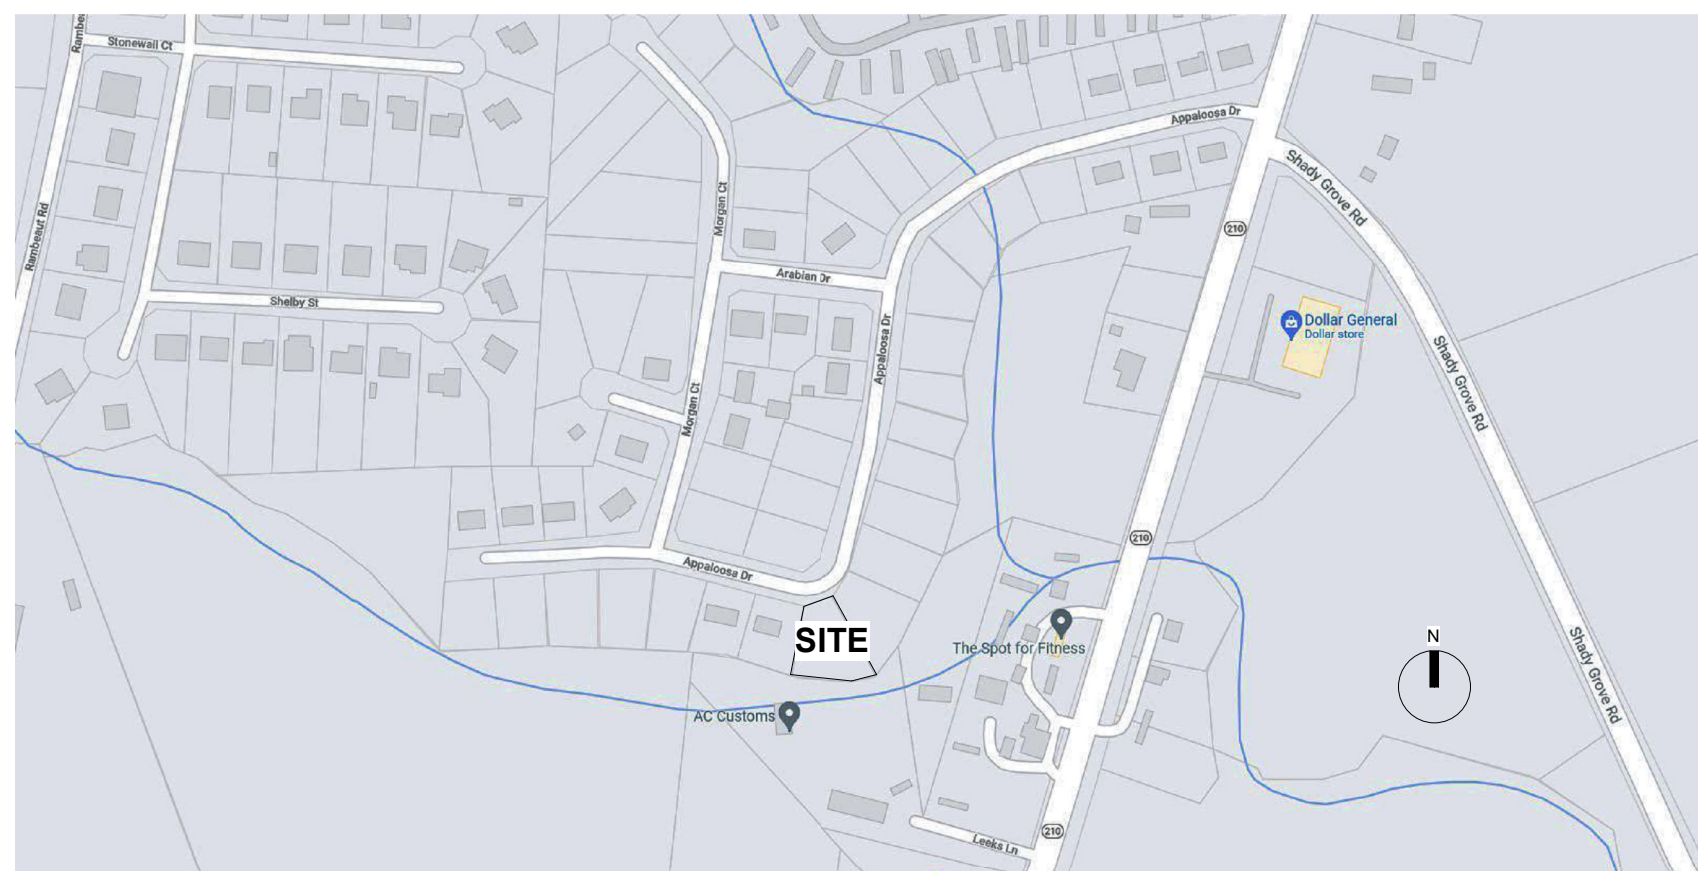 Rambeau
Stonewall Ct
Appaloosa Dr
Shady Grove Rd
Morgan Ct
Rambeaut Rd
210
Arabian Dr
Shelby St
Dollar General
Dollar store
Appaloosa Dr
Shady Grove Rd
Morgan Ct
210
Appaloosa Dr
SITE
The Spot for Fitness
N
Shady Grove Rd
AC Customs
210
Leeks Ln